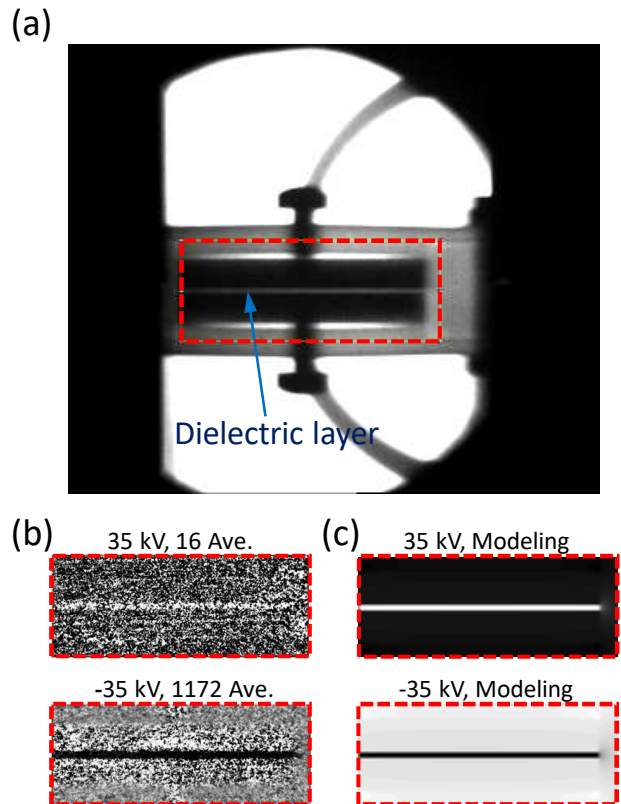 (a)
Dielectric layer
(b)
35 kV, 16 Ave.
(c)
35 kV, Modeling
-35 kV, 1172 Ave.
-35 kV, Modeling